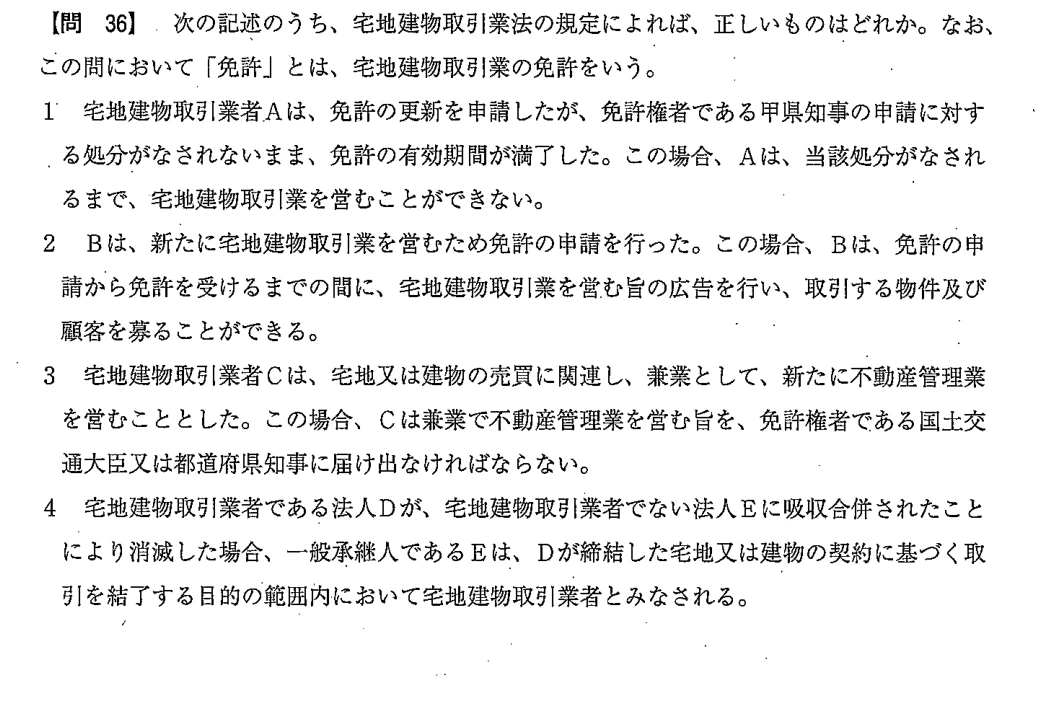 【問 36】 次の記述のうち、宅地建物取引業法の規定によれば、正しいものはどれか。なお、
この問において「免許」とは、宅地建物取引業の免許をいう。
1 宅地建物取引業者Aは、免許の更新を申請したが、免許権者である甲県知事の申請に対す
る処分がなされないまま、免許の有効期間が満了した。この場合、Aは、当該処分がなされ
るまで、宅地建物取引業を営むことができない。
2 Bは、新たに宅地建物取引業を営むため免許の申請を行った。この場合、Bは、免許の申
請から免許を受けるまでの間に、宅地建物取引業を営む旨の広告を行い、取引する物件及び
顧客を募ることができる。
3 宅地建物取引業者Cは、宅地又は建物の売買に関連し、兼業として、新たに不動産管理業
を営むこととした。この場合、Cは兼業で不動産管理業を営む旨を、免許権者である国土交
通大臣又は都道府県知事に届け出なければならない。
4 宅地建物取引業者である法人Dが、宅地建物取引業者でない法人Eに吸収合併されたこと
により消滅した場合、一般承継人であるEは、Dが締結した宅地又は建物の契約に基づく取
引を結了する目的の範囲内において宅地建物取引業者とみなされる。